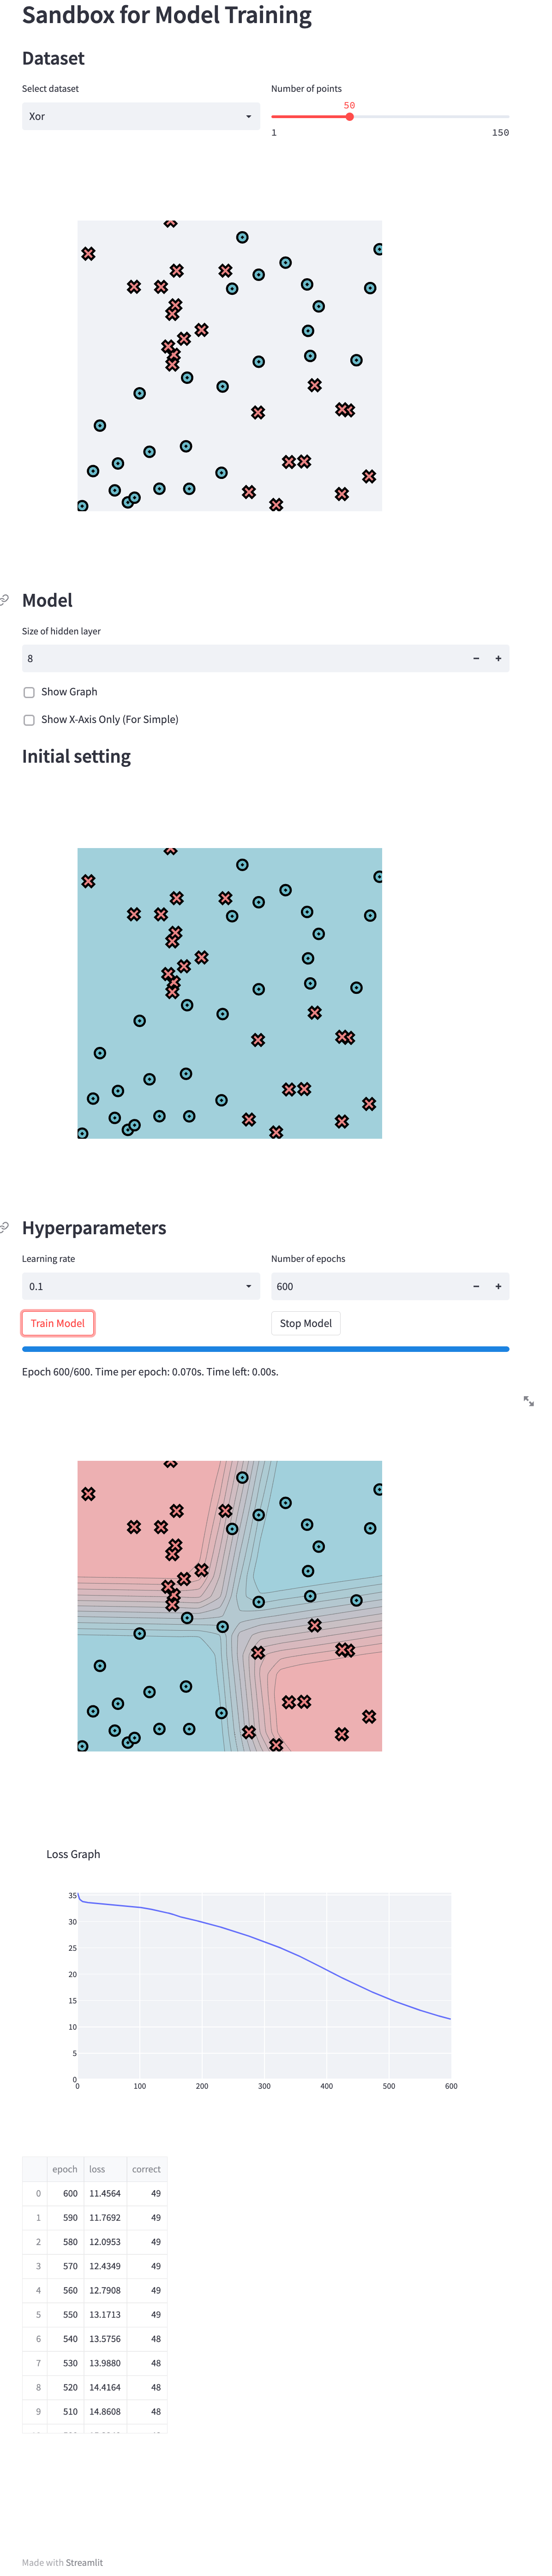 Sandbox for Model Training
Dataset
Select dataset
Number of points
Xor
50
1
150
Model
Size of hidden layer
8
Show Graph
Show X-Axis Only (For Simple)
Initial setting
Hyperparameters
Learning rate
Number of epochs
0.1
600
Train Model
Stop Model
Epoch 600/600. Time per epoch: 0.070s. Time left: 0.00s.
Loss Graph
35
30
25
20
15
10
5
0
0 100 200 300 400 500 600
epoch loss correct
0 600 11.4564 49
1 590 11.7692 49
2 580 12.0953 49
3 570 12.4349 49
4 560 12.7908 49
5 550 13.1713 49
6 540 13.5756 48
7 530 13.9880 48
8 520 14.4164 48
9 510 14.8608 48
Made with Streamlit